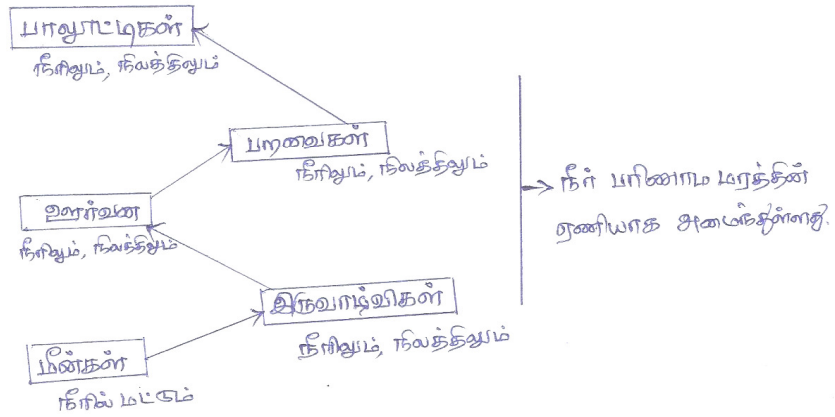 பாலூட்டிகள்
நீரிலும், நிலத்திலும்
பறவைகள்
நீரிலும், நிலத்திலும்
ஊர்வன
நீரிலும், நிலத்திலும்
இருவாழ்விகள்
நீரிலும், நிலத்திலும்
மீன்கள்
நீரில் மட்டும்
நீர் பரிணாம மரத்தின்
ஏணியாக அமைந்துள்ளது.